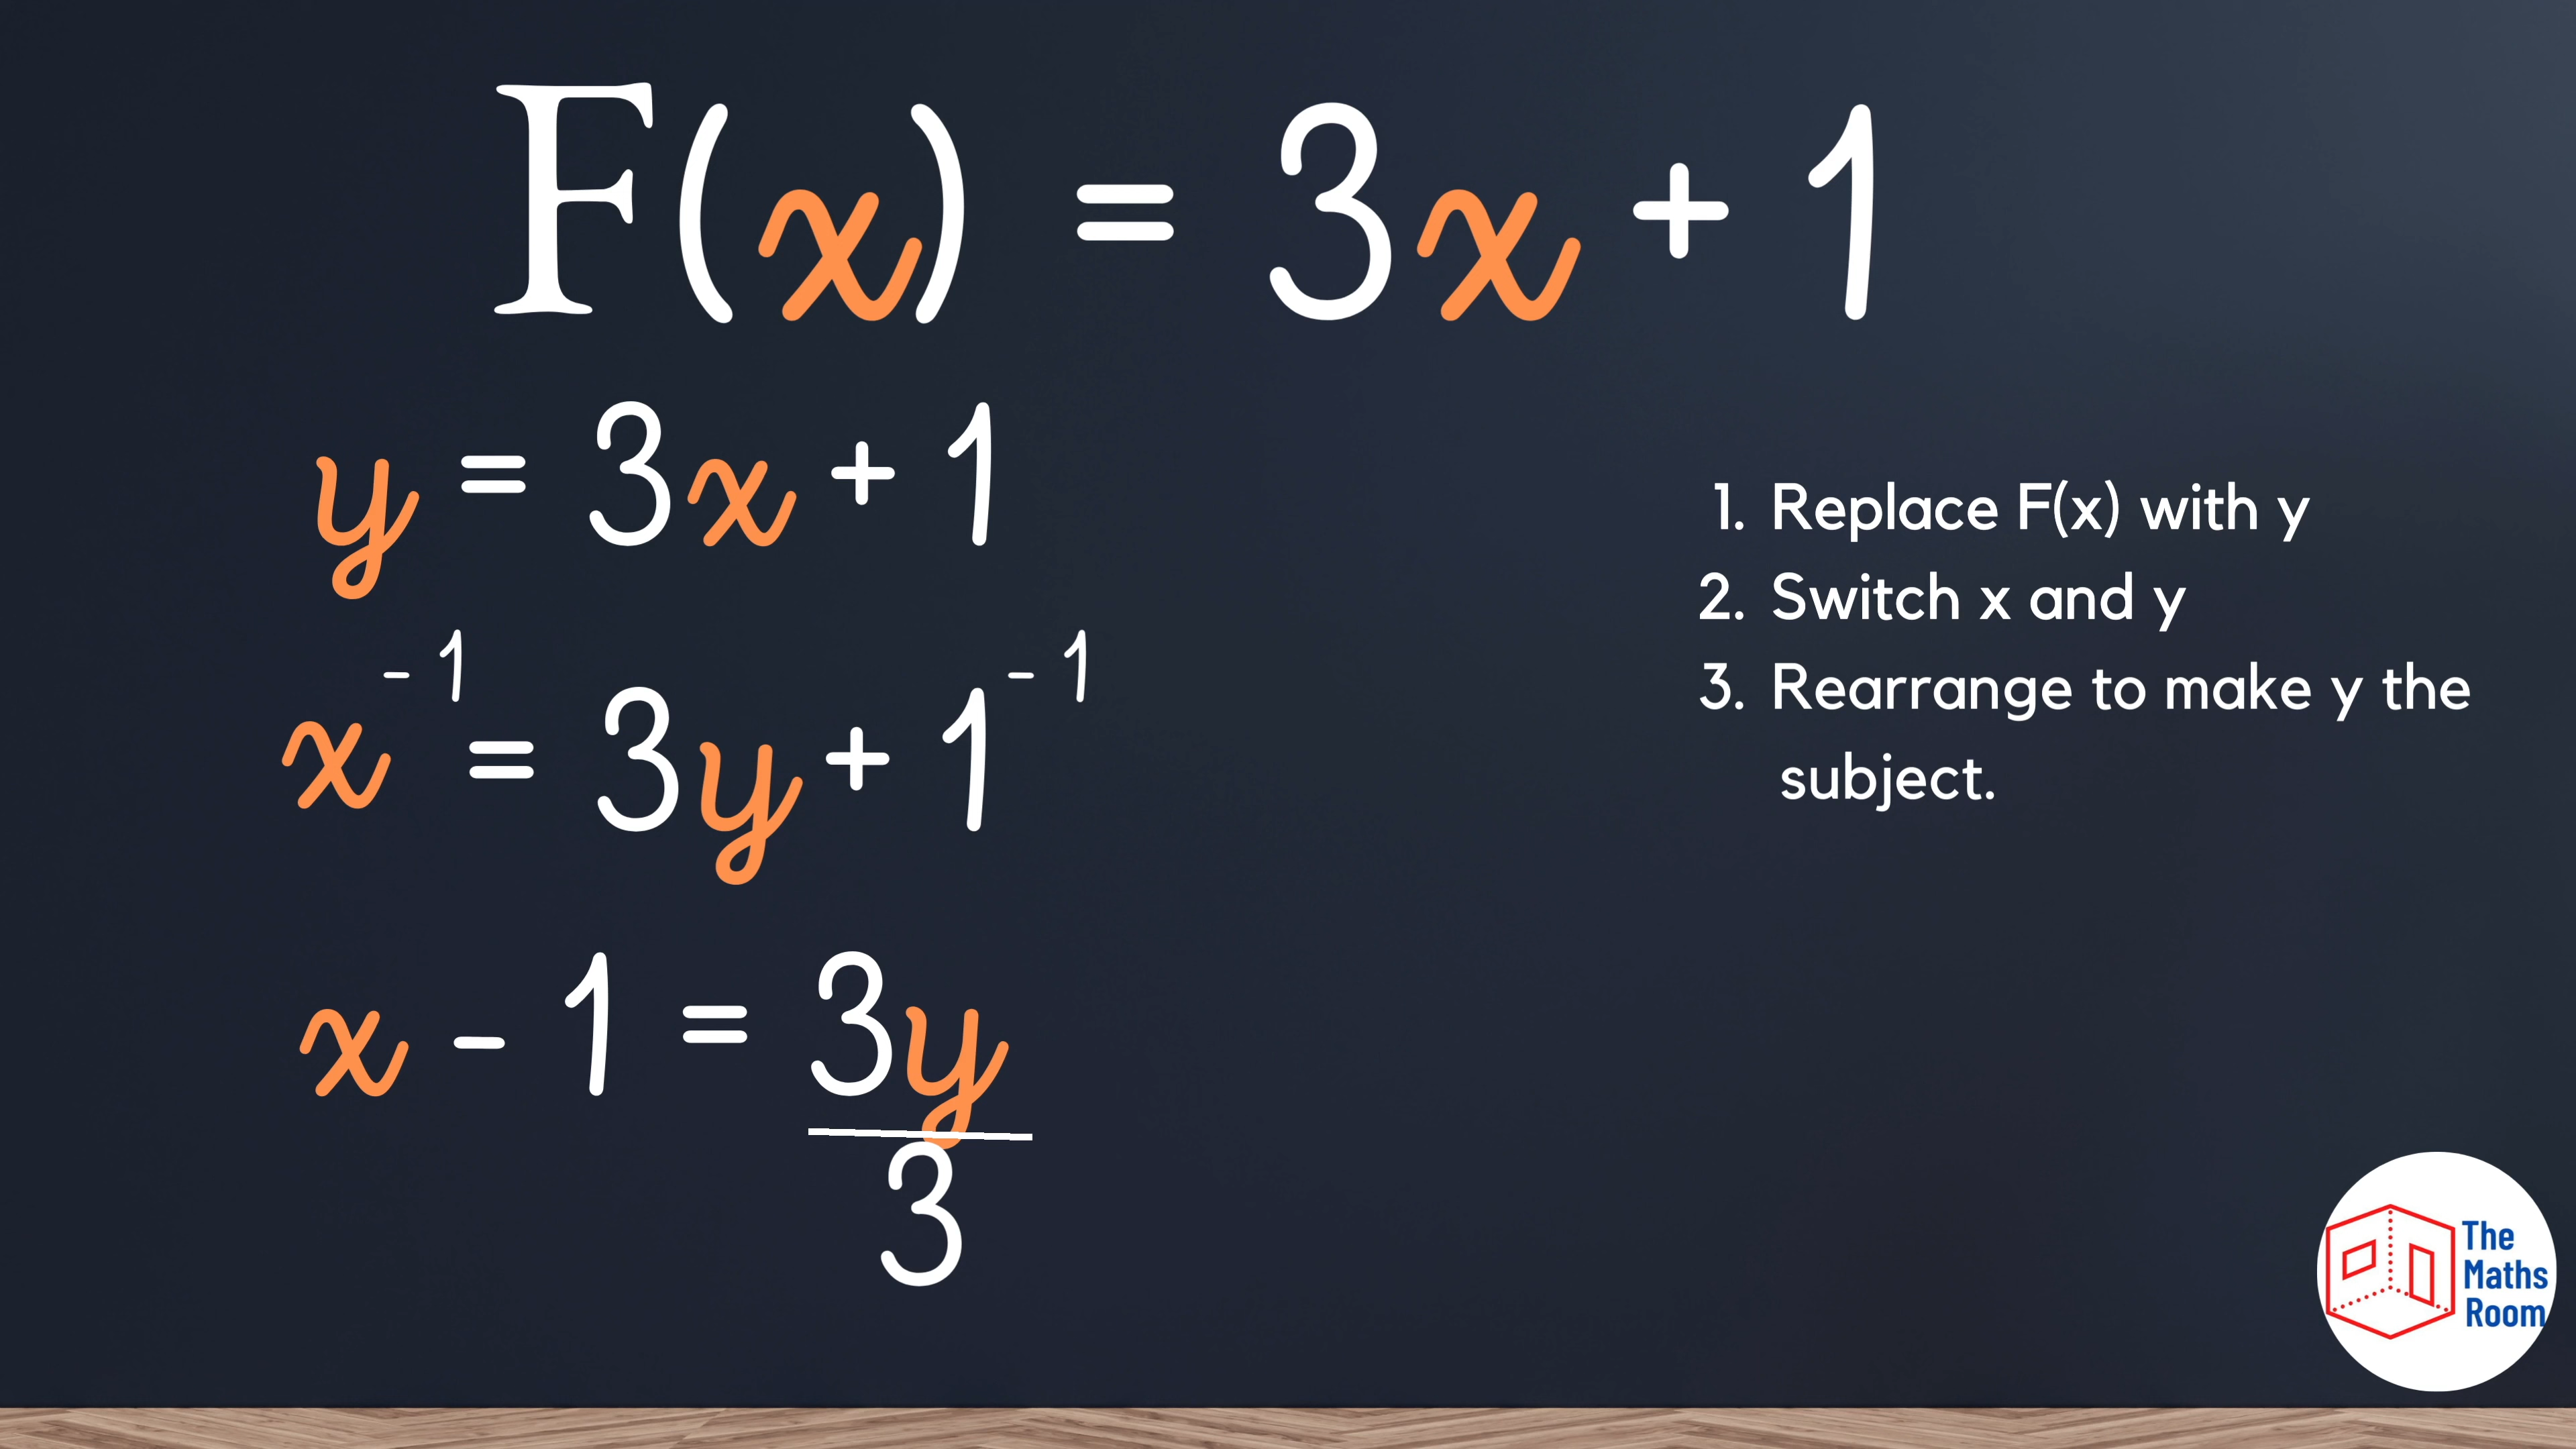 F(x) = 3x + 1
y = 3x + 1
x⁻¹ = 3y + 1⁻¹
x - 1 = 3y
3
1. Replace F(x) with y
2. Switch x and y
3. Rearrange to make y the
subject.
The
Maths
Room